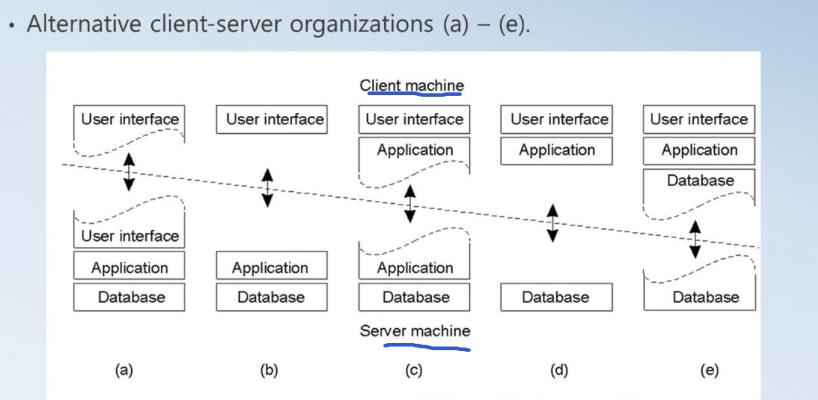 • Alternative client-server organizations (a) – (e).
Client machine
User interface User interface User interface User interface User interface
Application Application Application
Database
User interface
Application Application Application
Database Database Database Database Database
Server machine
(a) (b) (c) (d) (e)